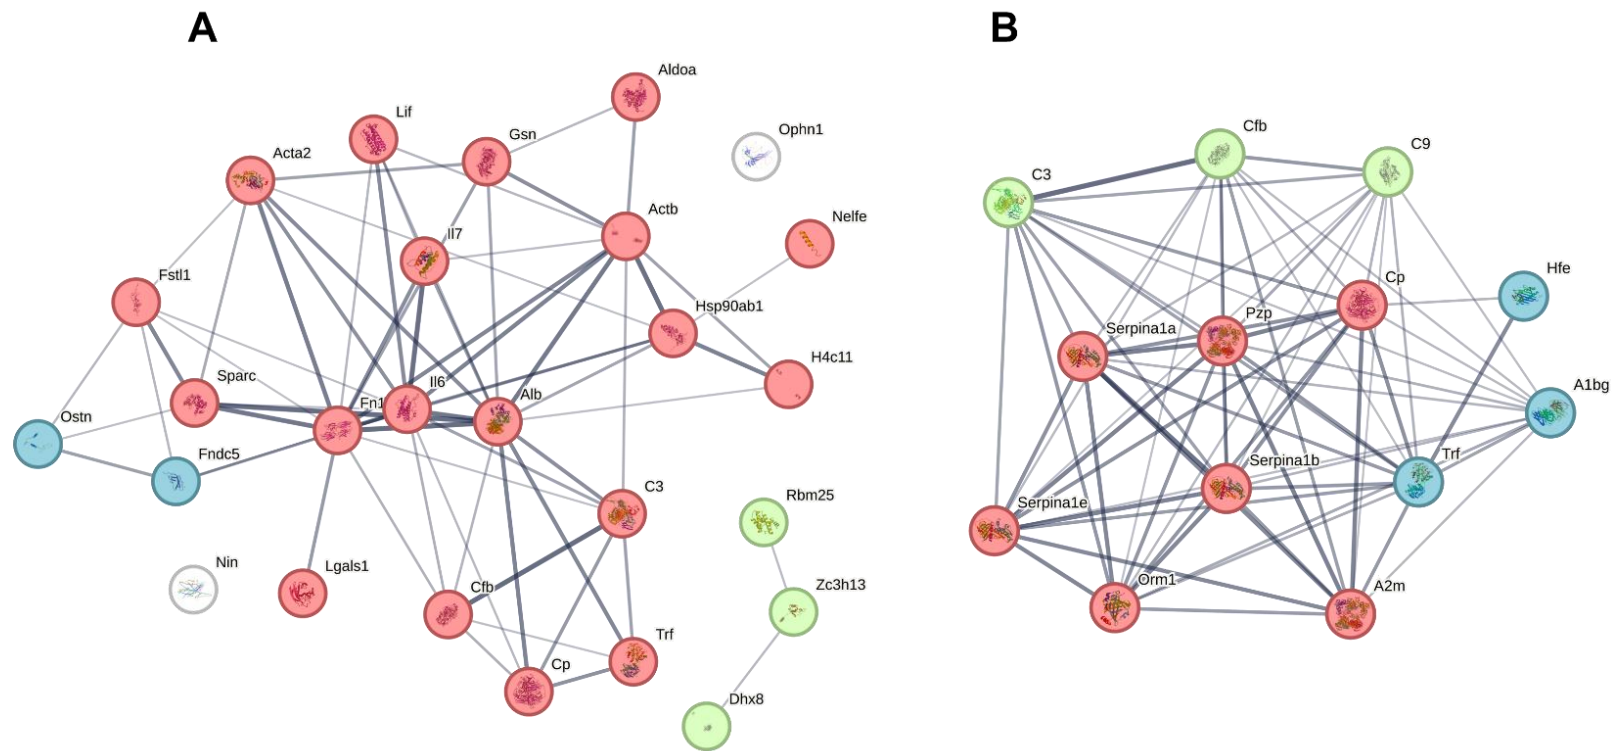 A
B
Aldoa
Lif
Gsn
Ophn1
Acta2
Actb
Nelfe
Il7
Fstl1
Hsp90ab1
H4c11
Sparc
Il6
Fn1
Alb
Ostn
Fndc5
C3
Rbm25
Nin
Lgals1
Cfb
Zc3h13
Trf
Cp
Dhx8
Cfb
C9
C3
Hfe
Cp
Pzp
Serpina1a
A1bg
Trf
Serpina1b
Serpina1e
Orm1
A2m